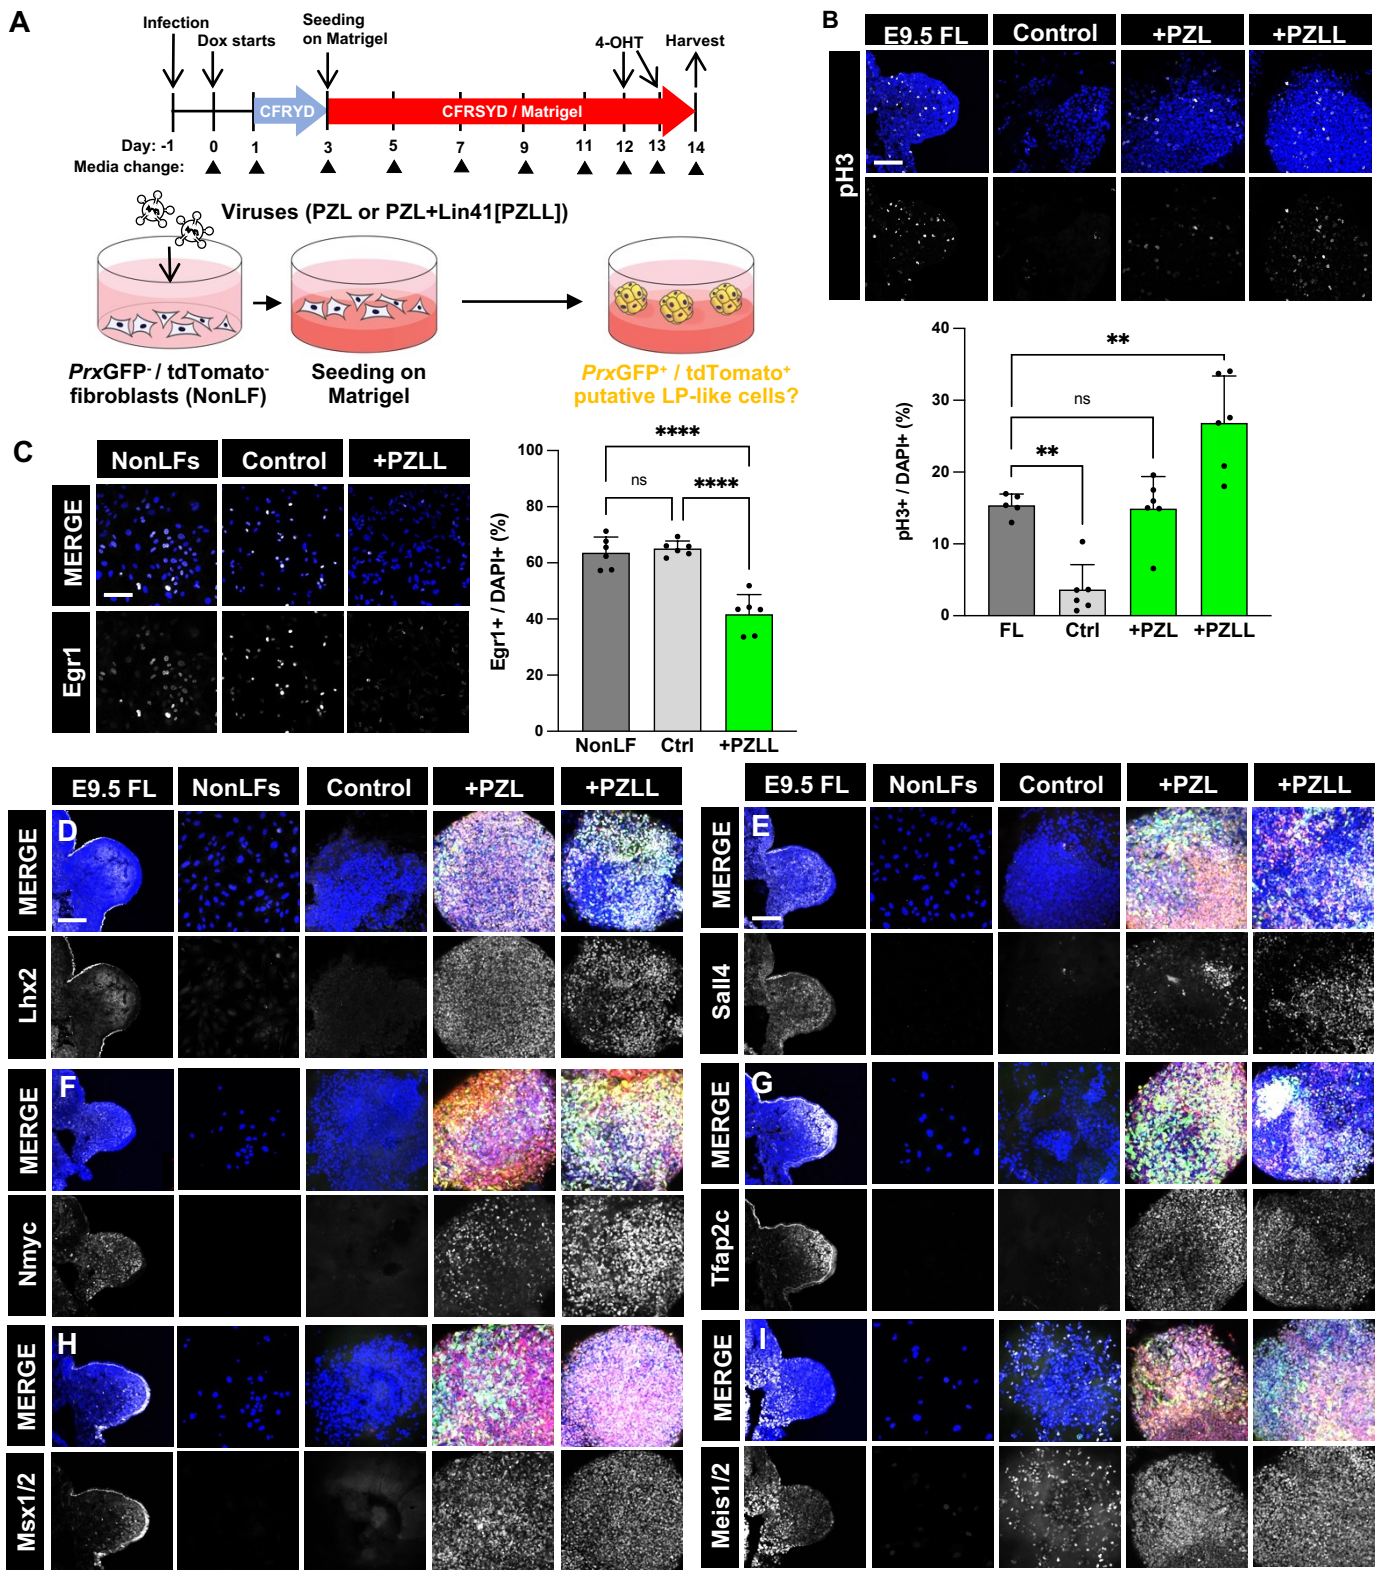 A
Infection
Dox starts
Seeding
on Matrigel
4-OHT
Harvest
CFRYD
CFRSYD / Matrigel
Day: -1 0 1 3 5 7 9 11 12 13 14
Media change:
Viruses (PZL or PZL+Lin41[PZLL])
PrxGFP- / tdTomato-
fibroblasts (NonLF)
Seeding on
Matrigel
PrxGFP+ / tdTomato+
putative LP-like cells?
B
E9.5 FL Control +PZL +PZLL
pH3
40
30
20
10
0
pH3+ / DAPI+ (%)
**
ns
**
FL Ctrl +PZL +PZLL
C
NonLFs Control +PZLL
MERGE
Egr1
100
80
60
40
20
0
Egr1+ / DAPI+ (%)
****
ns
****
NonLF Ctrl +PZLL
E9.5 FL NonLFs Control +PZL +PZLL
D
MERGE
Lhx2
F
MERGE
Nmyc
H
MERGE
Msx1/2
E9.5 FL NonLFs Control +PZL +PZLL
E
MERGE
Sall4
G
MERGE
Tfap2c
I
MERGE
Meis1/2